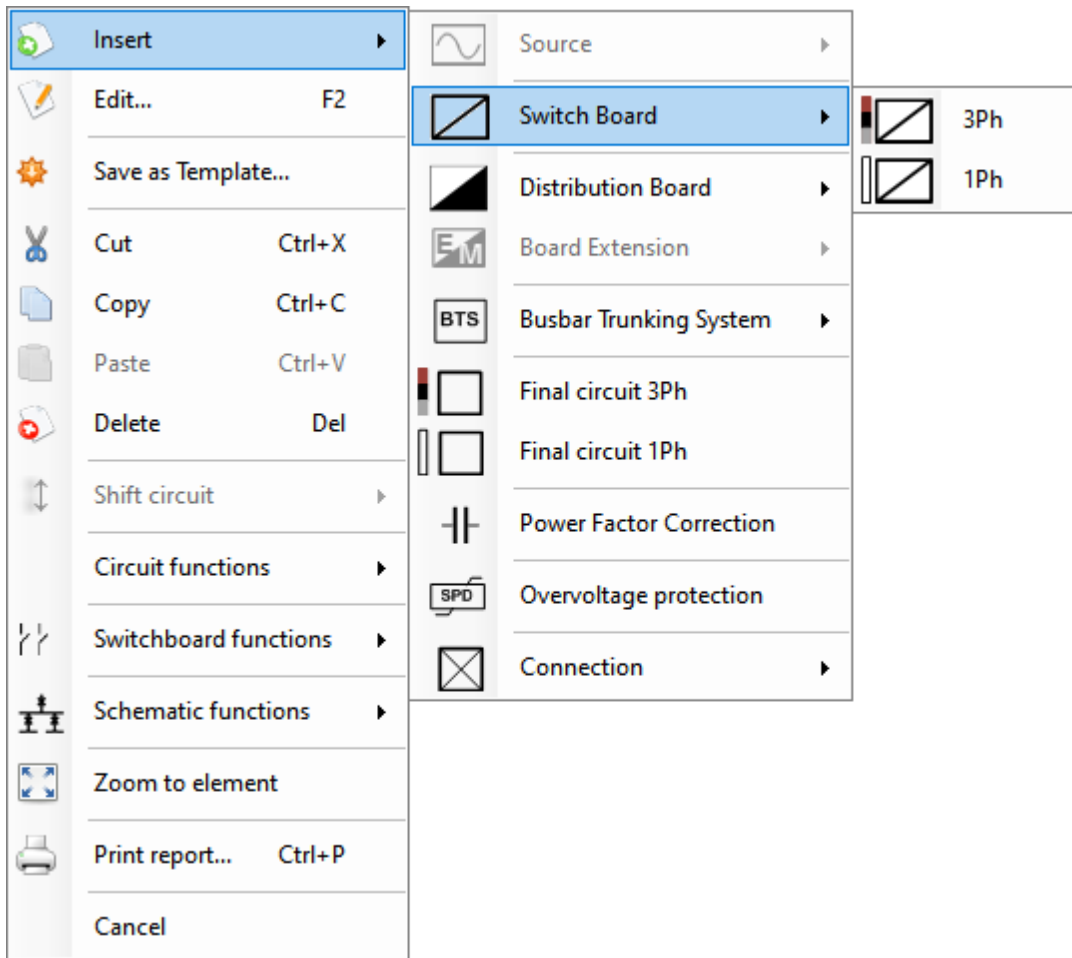 Insert
Edit... F2
Save as Template...
Cut Ctrl+X
Copy Ctrl+C
Paste Ctrl+V
Delete Del
Shift circuit
Circuit functions
Switchboard functions
Schematic functions
Zoom to element
Print report... Ctrl+P
Cancel
Source
Switch Board
Distribution Board
EM Board Extension
BTS Busbar Trunking System
Final circuit 3Ph
Final circuit 1Ph
Power Factor Correction
SPD Overvoltage protection
Connection
3Ph
1Ph